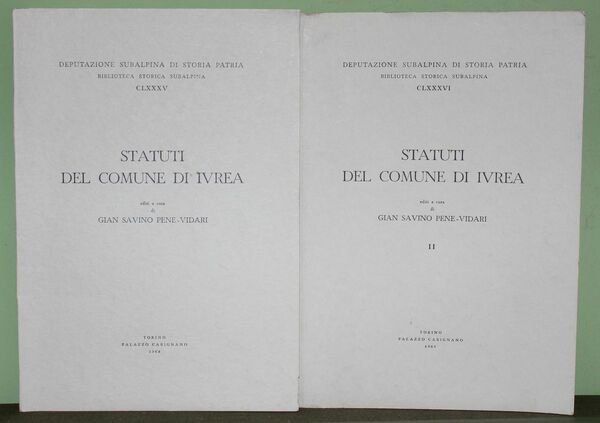 DEPUTAZIONE SUBALPINA DI STORIA PATRIA
BIBLIOTECA STORICA SUBALPINA
CLXXXV
STATUTI
DEL COMUNE DI IVREA
editi a cura
di
GIAN SAVINO PENE-VIDARI
TORINO
PALAZZO CARIGNANO
1968
DEPUTAZIONE SUBALPINA DI STORIA PATRIA
BIBLIOTECA STORICA SUBALPINA
CLXXXVI
STATUTI
DEL COMUNE DI IVREA
editi a cura
di
GIAN SAVINO PENE-VIDARI
II
TORINO
PALAZZO CARIGNANO